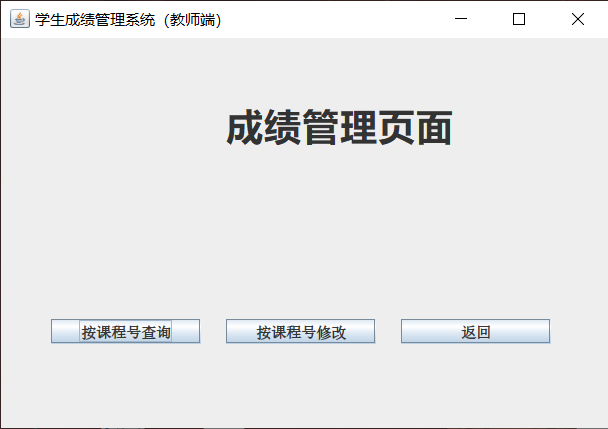 学生成绩管理系统（教师端）
成绩管理页面
按课程号查询
按课程号修改
返回